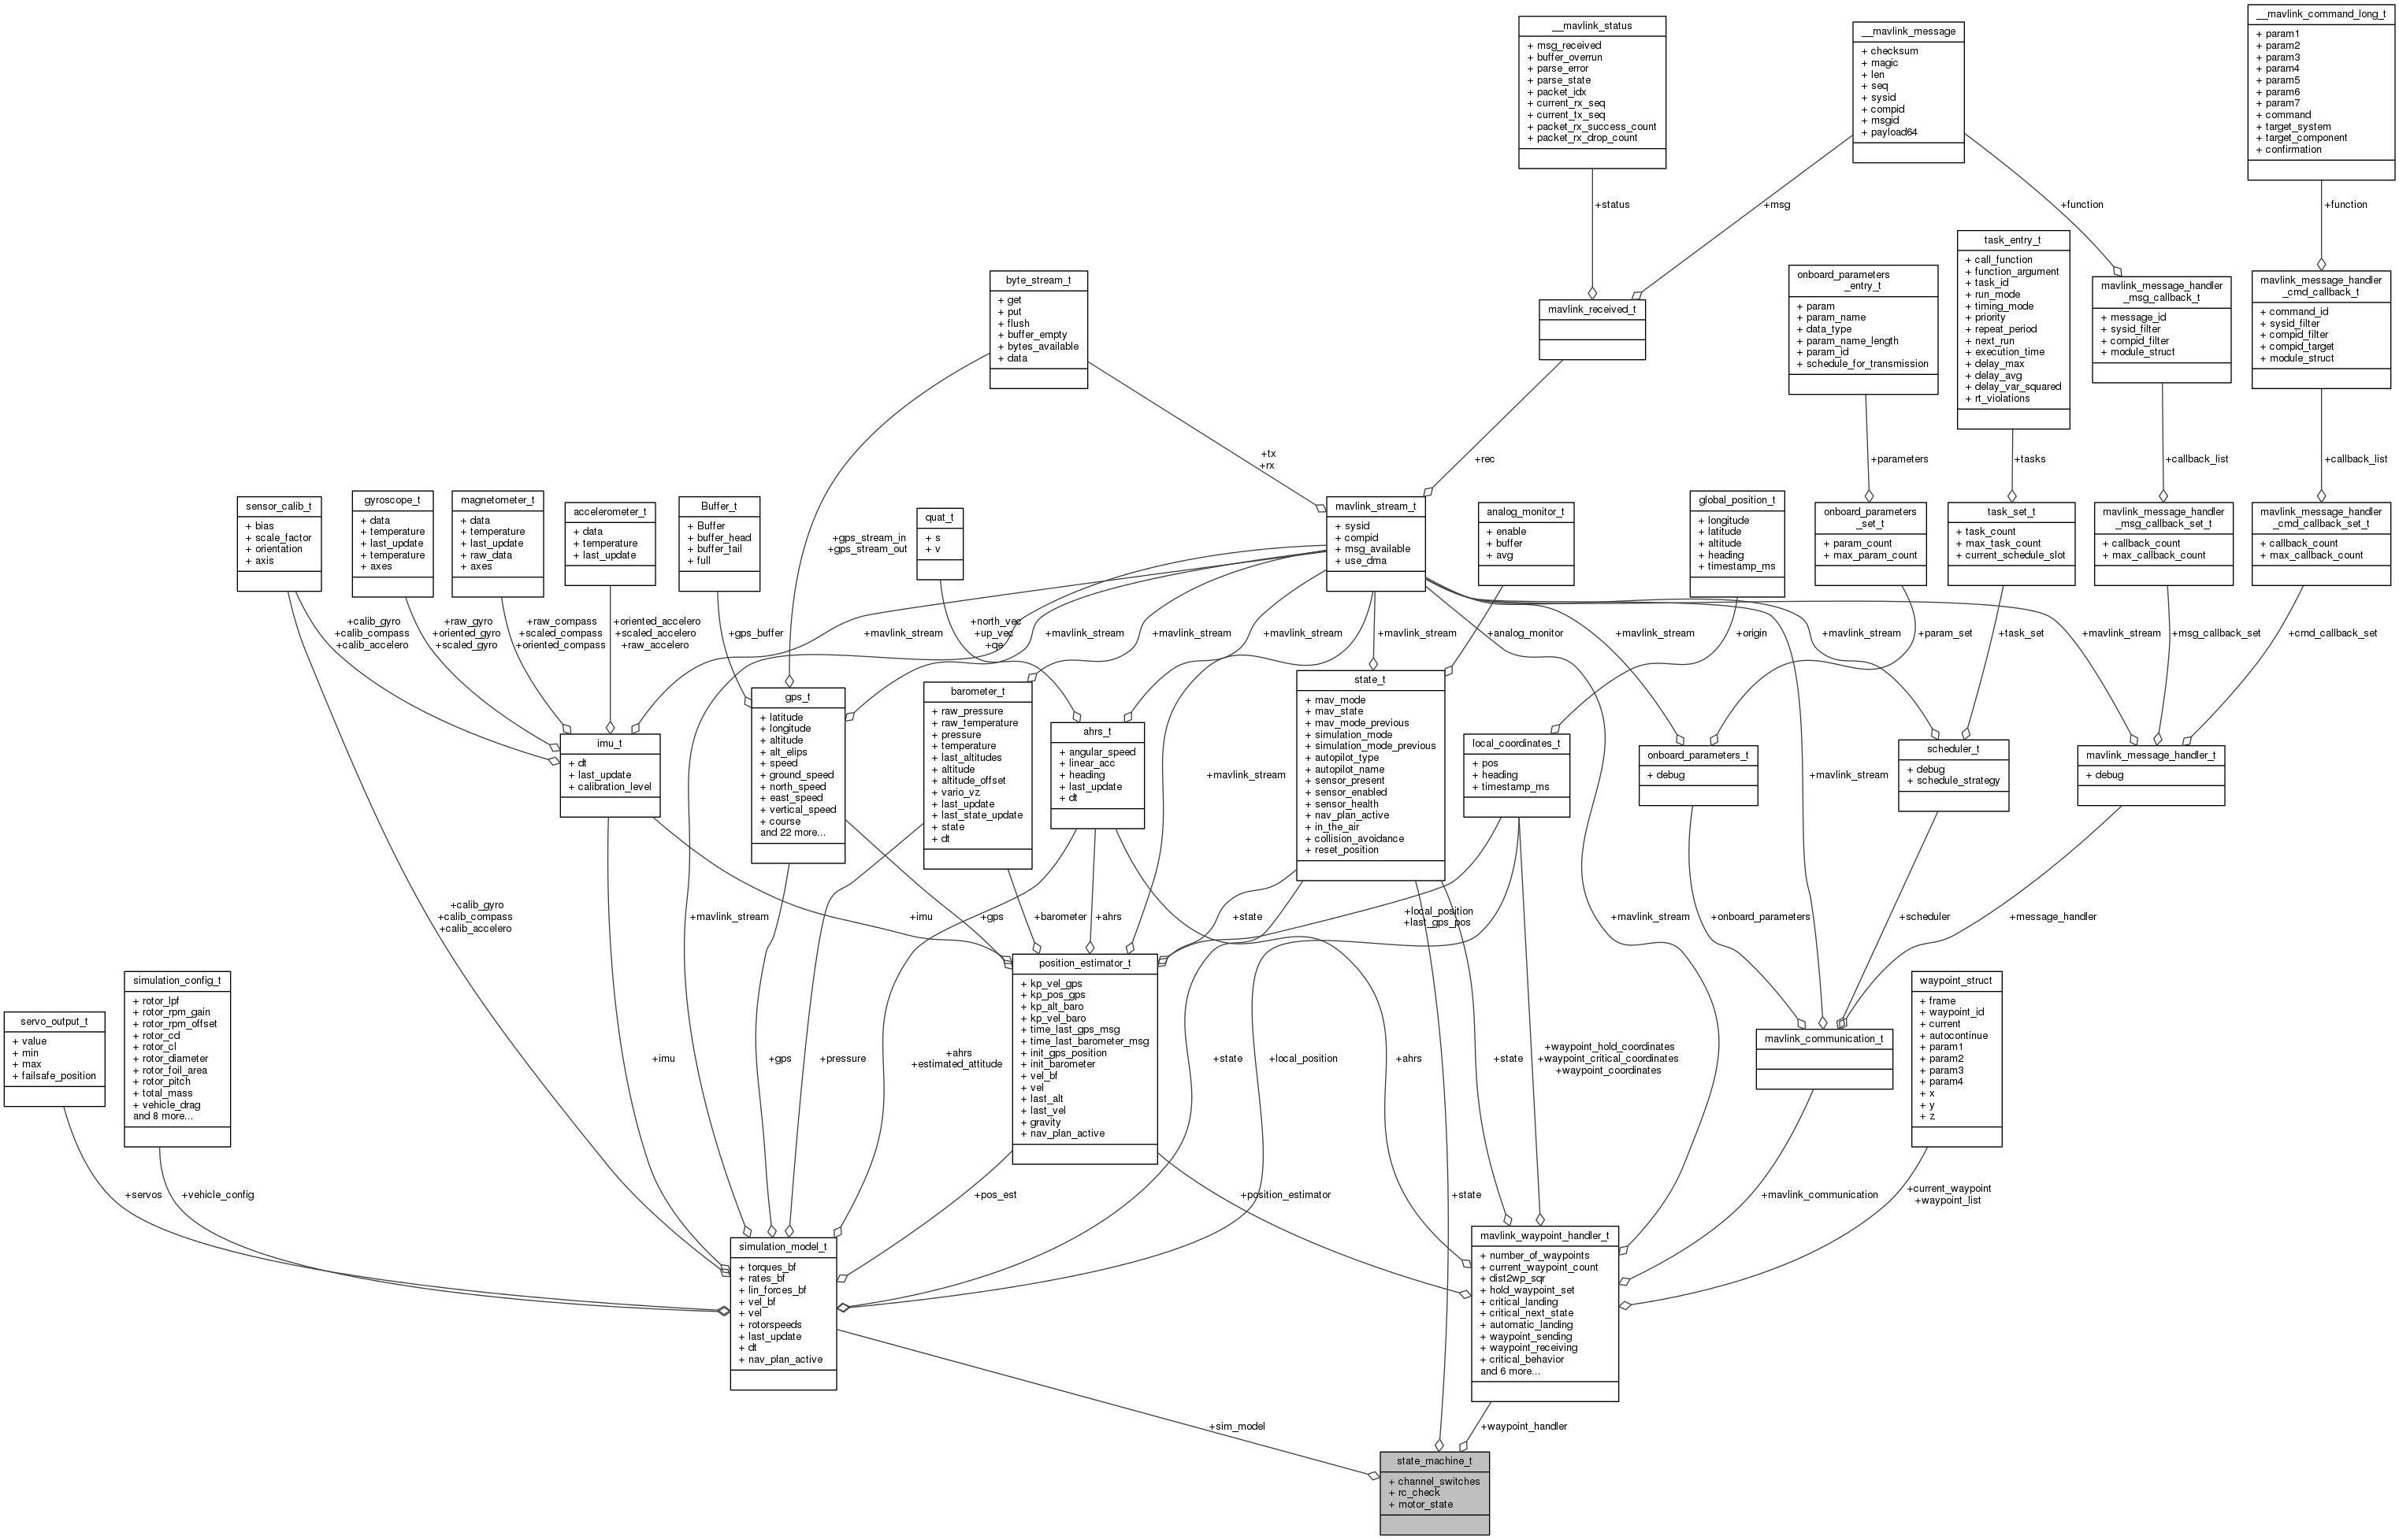 __mavlink_status
+ msg_received
+ buffer_overrun
+ parse_error
+ parse_state
+ packet_idx
+ current_rx_seq
+ current_tx_seq
+ packet_rx_success_count
+ packet_rx_drop_count
__mavlink_message
+ checksum
+ magic
+ len
+ seq
+ sysid
+ compid
+ msgid
+ payload64
__mavlink_command_long_t
+ param1
+ param2
+ param3
+ param4
+ param5
+ param6
+ param7
+ command
+ target_system
+ target_component
+ confirmation
+status
+msg
+function
+function
byte_stream_t
+ get
+ put
+ flush
+ buffer_empty
+ bytes_available
+ data
mavlink_received_t
onboard_parameters
_entry_t
+ param
+ param_name
+ data_type
+ param_name_length
+ param_id
+ schedule_for_transmission
task_entry_t
+ call_function
+ function_argument
+ task_id
+ run_mode
+ timing_mode
+ priority
+ repeat_period
+ next_run
+ execution_time
+ delay_max
+ delay_avg
+ delay_var_squared
+ rt_violations
mavlink_message_handler
_msg_callback_t
+ message_id
+ sysid_filter
+ compid_filter
+ module_struct
mavlink_message_handler
_cmd_callback_t
+ command_id
+ sysid_filter
+ compid_filter
+ compid_target
+ module_struct
+gps_stream_in
+gps_stream_out
+tx
+rx
+rec
+parameters
+tasks
+callback_list
+callback_list
sensor_calib_t
+ bias
+ scale_factor
+ orientation
+ axis
gyroscope_t
+ data
+ temperature
+ last_update
+ temperature
+ axes
magnetometer_t
+ data
+ temperature
+ last_update
+ raw_data
+ axes
accelerometer_t
+ data
+ temperature
+ last_update
Buffer_t
+ Buffer
+ buffer_head
+ buffer_tail
+ full
quat_t
+ s
+ v
mavlink_stream_t
+ sysid
+ compid
+ msg_available
+ use_dma
analog_monitor_t
+ enable
+ buffer
+ avg
global_position_t
+ longitude
+ latitude
+ altitude
+ heading
+ timestamp_ms
onboard_parameters
_set_t
+ param_count
+ max_param_count
task_set_t
+ task_count
+ max_task_count
+ current_schedule_slot
mavlink_message_handler
_msg_callback_set_t
+ callback_count
+ max_callback_count
mavlink_message_handler
_cmd_callback_set_t
+ callback_count
+ max_callback_count
+calib_gyro
+calib_compass
+calib_accelero
+raw_gyro
+oriented_gyro
+scaled_gyro
+raw_compass
+scaled_compass
+oriented_compass
+oriented_accelero
+scaled_accelero
+raw_accelero
+gps_buffer
+mavlink_stream
+north_vec
+up_vec
+qe
+mavlink_stream
+mavlink_stream
+mavlink_stream
+mavlink_stream
+analog_monitor
+mavlink_stream
+origin
+mavlink_stream
+param_set
+task_set
+mavlink_stream
+msg_callback_set
+cmd_callback_set
imu_t
+ dt
+ last_update
+ calibration_level
gps_t
+ latitude
+ longitude
+ altitude
+ alt_elips
+ speed
+ ground_speed
+ north_speed
+ east_speed
+ vertical_speed
+ course
and 22 more...
barometer_t
+ raw_pressure
+ raw_temperature
+ pressure
+ temperature
+ last_altitudes
+ altitude
+ altitude_offset
+ vario_vz
+ last_update
+ last_state_update
+ state
+ dt
ahrs_t
+ angular_speed
+ linear_acc
+ heading
+ last_update
+ dt
+mavlink_stream
state_t
+ mav_mode
+ mav_state
+ mav_mode_previous
+ simulation_mode
+ simulation_mode_previous
+ autopilot_type
+ autopilot_name
+ sensor_present
+ sensor_enabled
+ sensor_health
+ nav_plan_active
+ in_the_air
+ collision_avoidance
+ reset_position
local_coordinates_t
+ pos
+ heading
+ timestamp_ms
onboard_parameters_t
+ debug
+mavlink_stream
scheduler_t
+ debug
+ schedule_strategy
mavlink_message_handler_t
+ debug
+calib_gyro
+calib_compass
+calib_accelero
+mavlink_stream
+imu
+gps
+barometer
+ahrs
+state
+local_position
+last_gps_pos
+mavlink_stream
+onboard_parameters
+scheduler
+message_handler
servo_output_t
+ value
+ min
+ max
+ failsafe_position
simulation_config_t
+ rotor_lpf
+ rotor_rpm_gain
+ rotor_rpm_offset
+ rotor_cd
+ rotor_cl
+ rotor_diameter
+ rotor_foil_area
+ rotor_pitch
+ total_mass
+ vehicle_drag
and 8 more...
+imu
+gps
+pressure
+ahrs
+estimated_attitude
position_estimator_t
+ kp_vel_gps
+ kp_pos_gps
+ kp_alt_baro
+ kp_vel_baro
+ time_last_gps_msg
+ time_last_barometer_msg
+ init_gps_position
+ init_barometer
+ vel_bf
+ vel
+ last_alt
+ last_vel
+ gravity
+ nav_plan_active
+state
+local_position
+ahrs
+state
+waypoint_hold_coordinates
+waypoint_critical_coordinates
+waypoint_coordinates
mavlink_communication_t
waypoint_struct
+ frame
+ waypoint_id
+ current
+ autocontinue
+ param1
+ param2
+ param3
+ param4
+ x
+ y
+ z
+servos
+vehicle_config
+pos_est
+position_estimator
+state
+mavlink_communication
+current_waypoint
+waypoint_list
simulation_model_t
+ torques_bf
+ rates_bf
+ lin_forces_bf
+ vel_bf
+ vel
+ rotorspeeds
+ last_update
+ dt
+ nav_plan_active
mavlink_waypoint_handler_t
+ number_of_waypoints
+ current_waypoint_count
+ dist2wp_sqr
+ hold_waypoint_set
+ critical_landing
+ critical_next_state
+ automatic_landing
+ waypoint_sending
+ waypoint_receiving
+ critical_behavior
and 6 more...
+sim_model
+waypoint_handler
state_machine_t
+ channel_switches
+ rc_check
+ motor_state